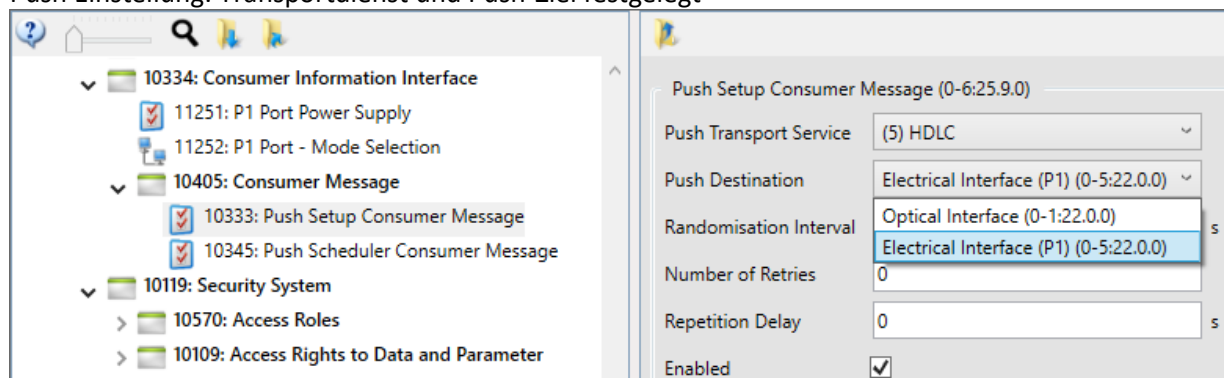 Push Einstellung: Transportdienst und Push Ziel festgelegt
10334: Consumer Information Interface
11251: P1 Port Power Supply
11252: P1 Port - Mode Selection
10405: Consumer Message
10333: Push Setup Consumer Message
10345: Push Scheduler Consumer Message
10119: Security System
10570: Access Roles
10109: Access Rights to Data and Parameter
Push Setup Consumer Message (0-6:25.9.0)
Push Transport Service (5) HDLC
Push Destination Electrical Interface (P1) (0-5:22.0.0)
Optical Interface (0-1:22.0.0)
Randomisation Interval s
Electrical Interface (P1) (0-5:22.0.0)
Number of Retries 0
Repetition Delay 0 s
Enabled